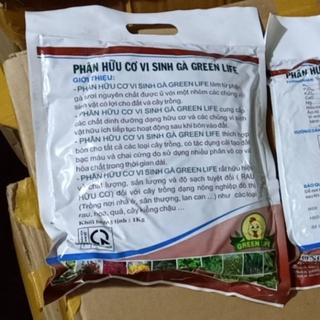 PHÂN HỮU CƠ VI SINH GÀ GREEN LIFE
GIỚI THIỆU:
- PHÂN HỮU CƠ VI SINH GÀ GREEN LIFE làm từ phân
gà tươi nguyên chất được ủ với một nhóm các chủng vi
sinh vật có lợi cho đất và cây trồng.
- PHÂN HỮU CƠ VI SINH GÀ GREEN LIFE cung cấp
các chất dinh dưỡng dạng hữu cơ và các chủng vi sinh
vật hữu ích tiếp tục hoạt động sau khi bón vào đất.
- PHÂN HỮU CƠ VI SINH GÀ GREEN LIFE thích hợp
bón cho tất cả các loại cây trồng, có tác dụng cải tạo đất
bạc màu và chai cứng do sử dụng nhiều phân vô cơ
hóa chất trong thời gian dài.
- PHÂN HỮU CƠ VI SINH GÀ GREEN LIFE rất hữu hiệu
về chất lượng, sản lượng và độ sạch tuyệt đối ( RAU
HỮU CƠ) đối với cây trồng dạng nông nghiệp đô thị
(Trồng nơi nhà ở, sân thượng, lan can ...) như các loại
rau, hoa, quả, cây kiểng chậu ...
Khối lượng tịnh : 1Kg
GREEN LIFE
PHÂN HỮU